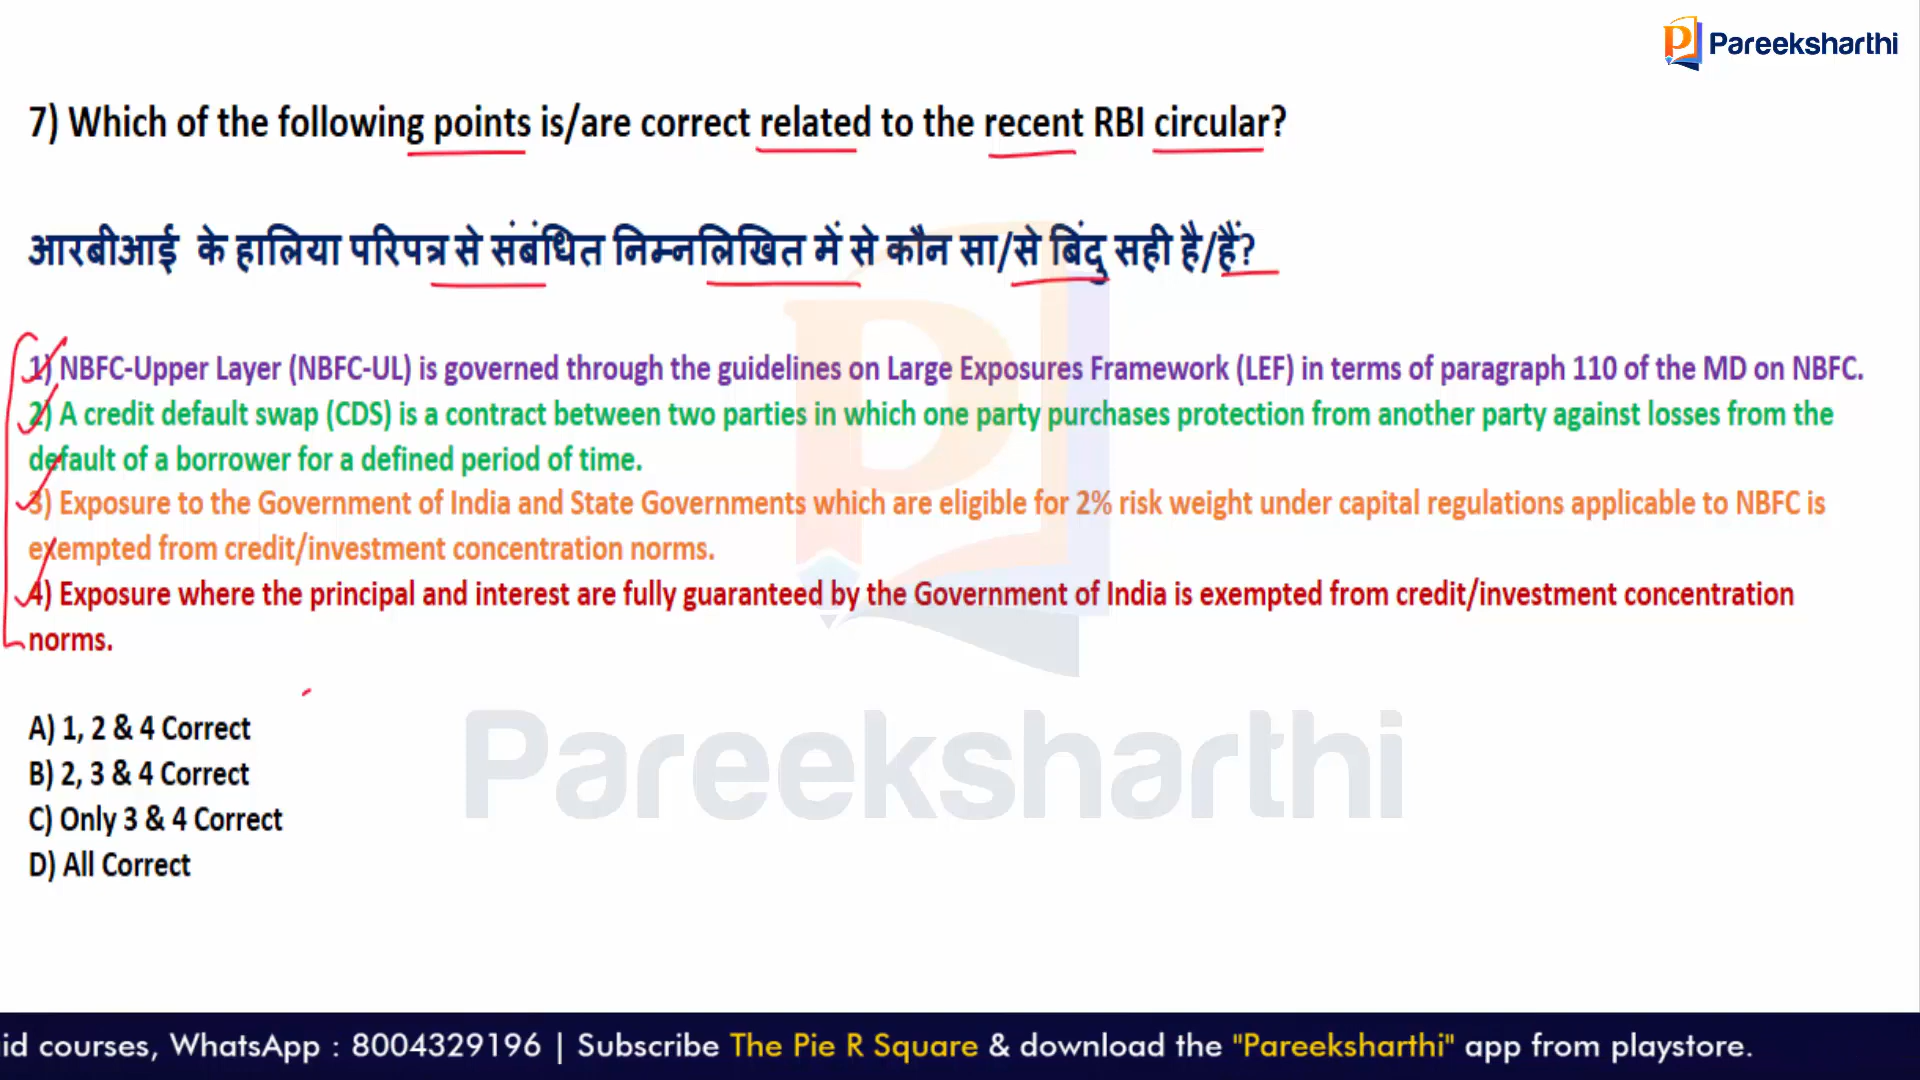 Pareeksharthi
7) Which of the following points is/are correct related to the recent RBI circular?
आरबीआई के हालिया परिपत्र से संबंधित निम्नलिखित में से कौन सा/से बिंदु सही है/हैं?
1) NBFC-Upper Layer (NBFC-UL) is governed through the guidelines on Large Exposures Framework (LEF) in terms of paragraph 110 of the MD on NBFC.
2) A credit default swap (CDS) is a contract between two parties in which one party purchases protection from another party against losses from the
default of a borrower for a defined period of time.
3) Exposure to the Government of India and State Governments which are eligible for 2% risk weight under capital regulations applicable to NBFC is
exempted from credit/investment concentration norms.
4) Exposure where the principal and interest are fully guaranteed by the Government of India is exempted from credit/investment concentration
norms.
A) 1, 2 & 4 Correct
B) 2, 3 & 4 Correct
C) Only 3 & 4 Correct
D) All Correct
Pareeksharthi
id courses, WhatsApp : 8004329196 | Subscribe The Pie R Square & download the "Pareeksharthi" app from playstore.